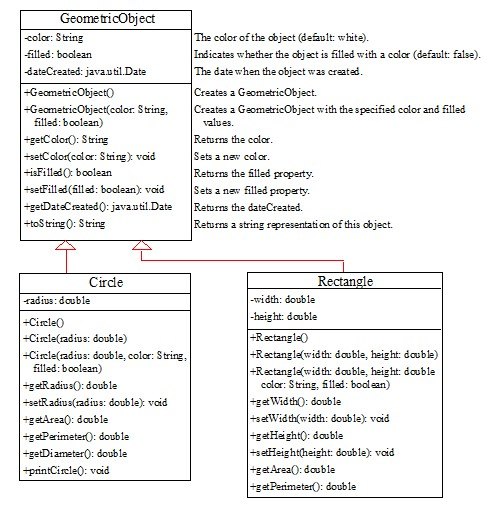 GeometricObject
-color: String
The color of the object (default: white).
-filled: boolean
Indicates whether the object is filled with a color (default: false).
-dateCreated: java.util.Date
The date when the object was created.
+GeometricObject()
Creates a GeometricObject.
+GeometricObject(color: String,
filled: boolean)
Creates a GeometricObject with the specified color and filled
values.
+getColor(): String
Returns the color.
+setColor(color: String): void
Sets a new color.
+isFilled(): boolean
Returns the filled property.
+setFilled(filled: boolean): void
Sets a new filled property.
+getDateCreated(): java.util.Date
Returns the dateCreated.
+toString(): String
Returns a string representation of this object.
Circle
-radius: double
+Circle()
+Circle(radius: double)
+Circle(radius: double, color: String,
filled: boolean)
+getRadius(): double
+setRadius(radius: double): void
+getArea(): double
+getPerimeter(): double
+getDiameter(): double
+printCircle(): void
Rectangle
-width: double
-height: double
+Rectangle()
+Rectangle(width: double, height: double)
+Rectangle(width: double, height: double
color: String, filled: boolean)
+getWidth(): double
+setWidth(width: double): void
+getHeight(): double
+setHeight(height: double): void
+getArea(): double
+getPerimeter(): double